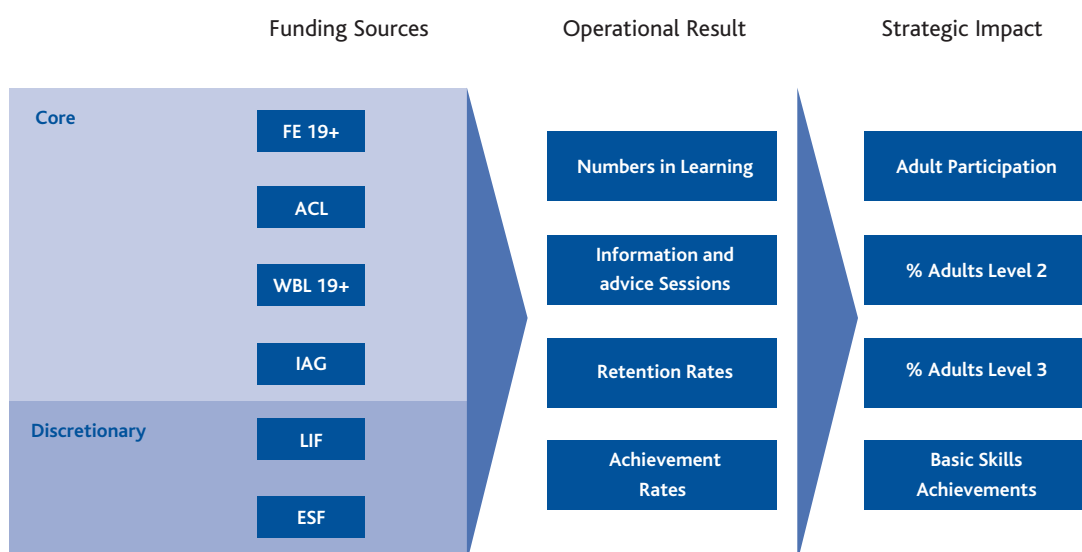 Funding Sources
Operational Result
Strategic Impact
Core
FE 19+
ACL
WBL 19+
IAG
Discretionary
LIF
ESF
Numbers in Learning
Information and
advice Sessions
Retention Rates
Achievement
Rates
Adult Participation
% Adults Level 2
% Adults Level 3
Basic Skills
Achievements